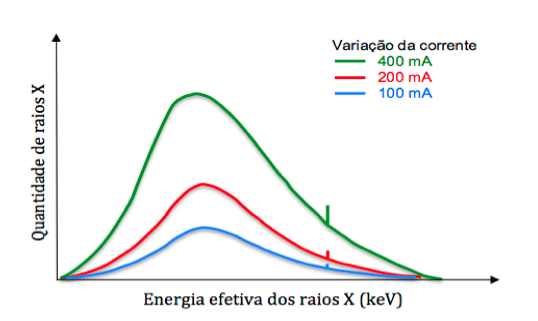 Variação da corrente
400 mA
200 mA
100 mA
Quantidade de raios X
Energia efetiva dos raios X (keV)